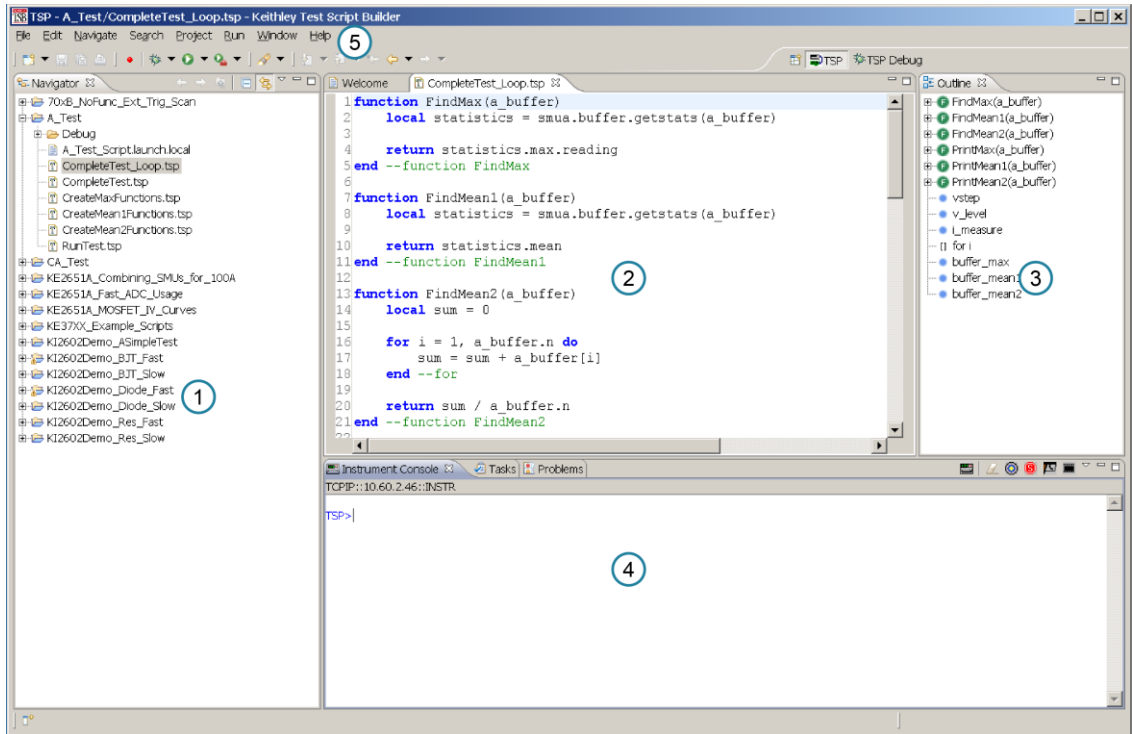 TSP - A_Test/CompleteTest_Loop.tsp - Keithley Test Script Builder
File Edit Navigate Search Project Run Window Help
5
TSP TSP Debug
Navigator
70xB_NoFunc_Ext_Trig_Scan
A_Test
Debug
A_Test_Script.launch.local
CompleteTest_Loop.tsp
CompleteTest.tsp
CreateMaxFunctions.tsp
CreateMean1Functions.tsp
CreateMean2Functions.tsp
RunTest.tsp
CA_Test
KE2651A_Combining_SMUs_for_100A
KE2651A_Fast_ADC_Usage
KE2651A_MOSFET_IV_Curves
KE37XX_Example_Scripts
KI2602Demo_ASimpleTest
KI2602Demo_BJT_Fast
KI2602Demo_BJT_Slow
KI2602Demo_Diode_Fast
KI2602Demo_Diode_Slow
KI2602Demo_Res_Fast
KI2602Demo_Res_Slow
1
Welcome CompleteTest_Loop.tsp
1 function FindMax(a_buffer)
2 local statistics = smua.buffer.getstats(a_buffer)
3
4 return statistics.max.reading
5 end --function FindMax
6
7 function FindMean1(a_buffer)
8 local statistics = smua.buffer.getstats(a_buffer)
9
10 return statistics.mean
11 end --function FindMean1
12
13 function FindMean2(a_buffer)
14 local sum = 0
15
16 for i = 1, a_buffer.n do
17 sum = sum + a_buffer[i]
18 end --for
19
20 return sum / a_buffer.n
21 end --function FindMean2
22
2
Outline
FindMax(a_buffer)
FindMean1(a_buffer)
FindMean2(a_buffer)
PrintMax(a_buffer)
PrintMean1(a_buffer)
PrintMean2(a_buffer)
vstep
v_level
i_measure
for i
buffer_max
buffer_mean1
buffer_mean2
3
Instrument Console Tasks Problems
TCPIP::10.60.2.46::INSTR
TSP>
4